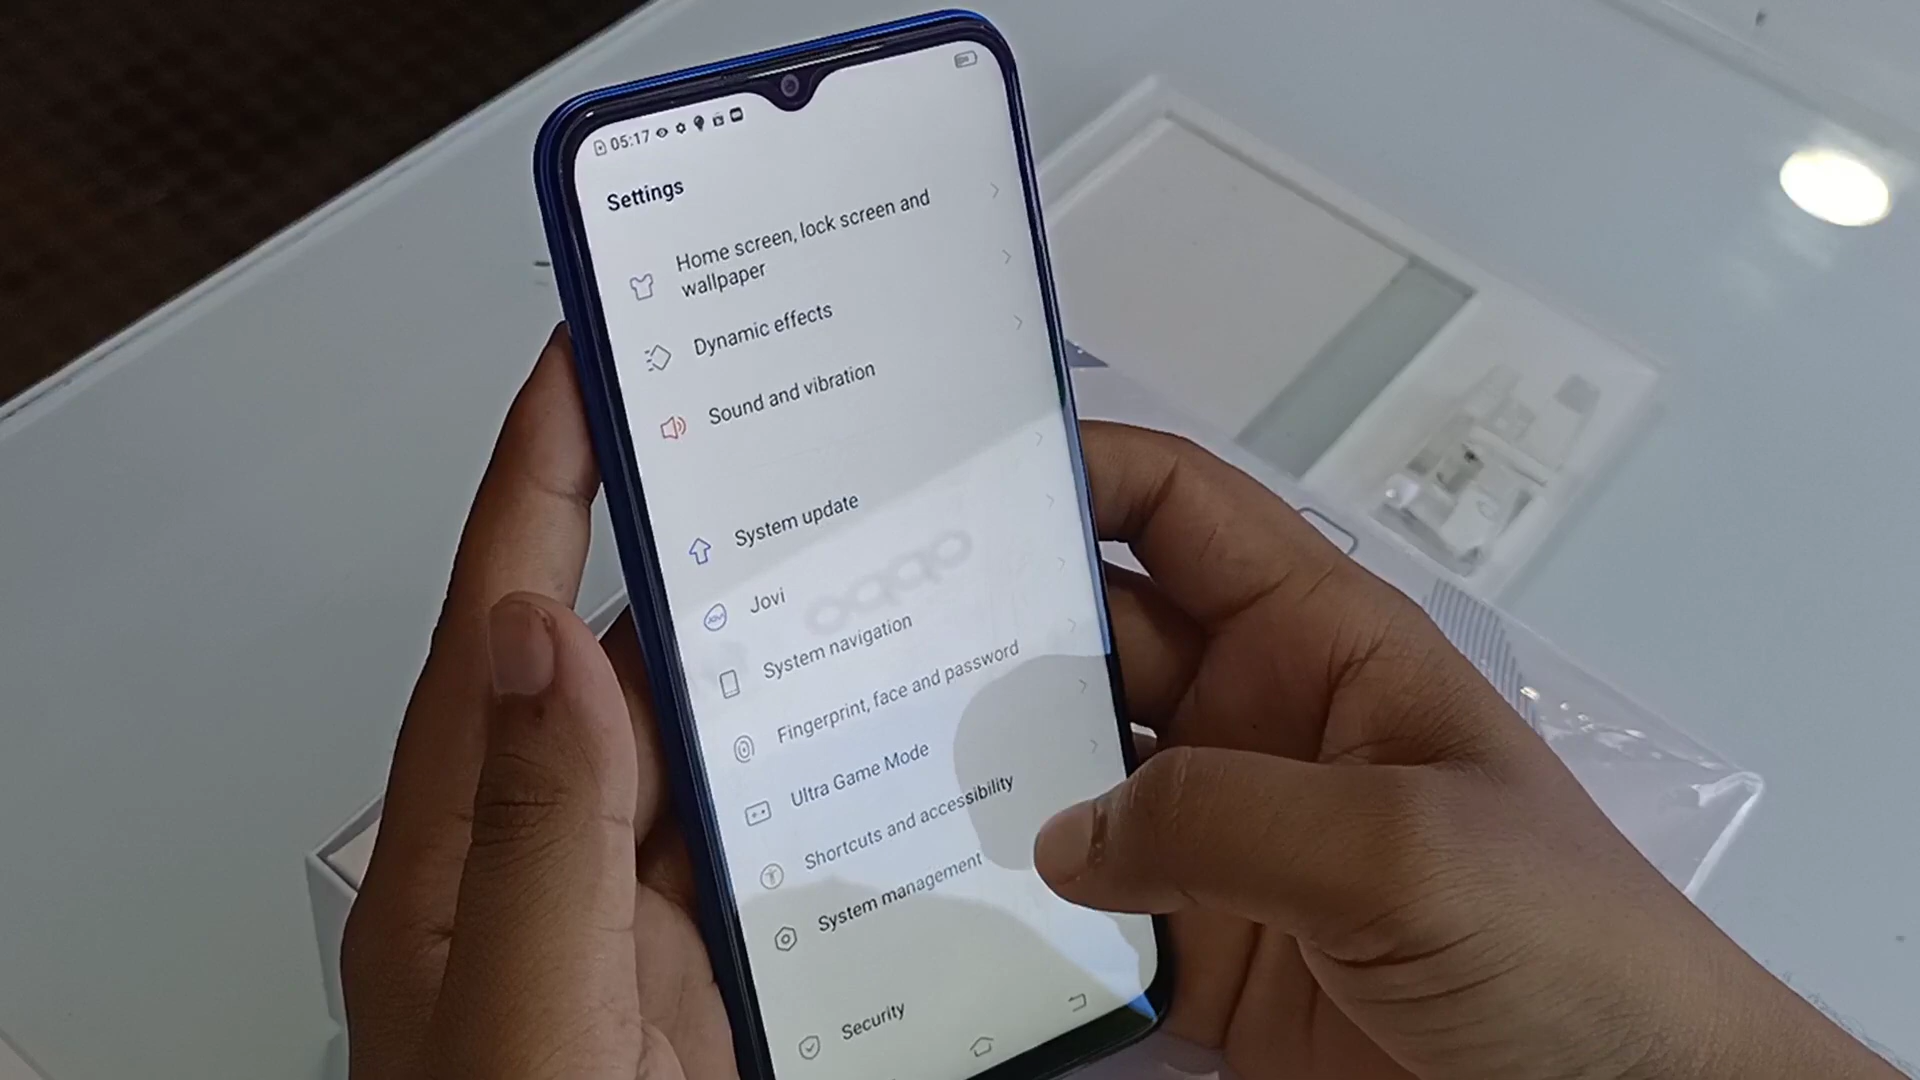 05:17
Settings
Home screen, lock screen and
wallpaper
Dynamic effects
Sound and vibration
System update
Jovi
System navigation
Fingerprint, face and password
Ultra Game Mode
Shortcuts and accessibility
System management
Security